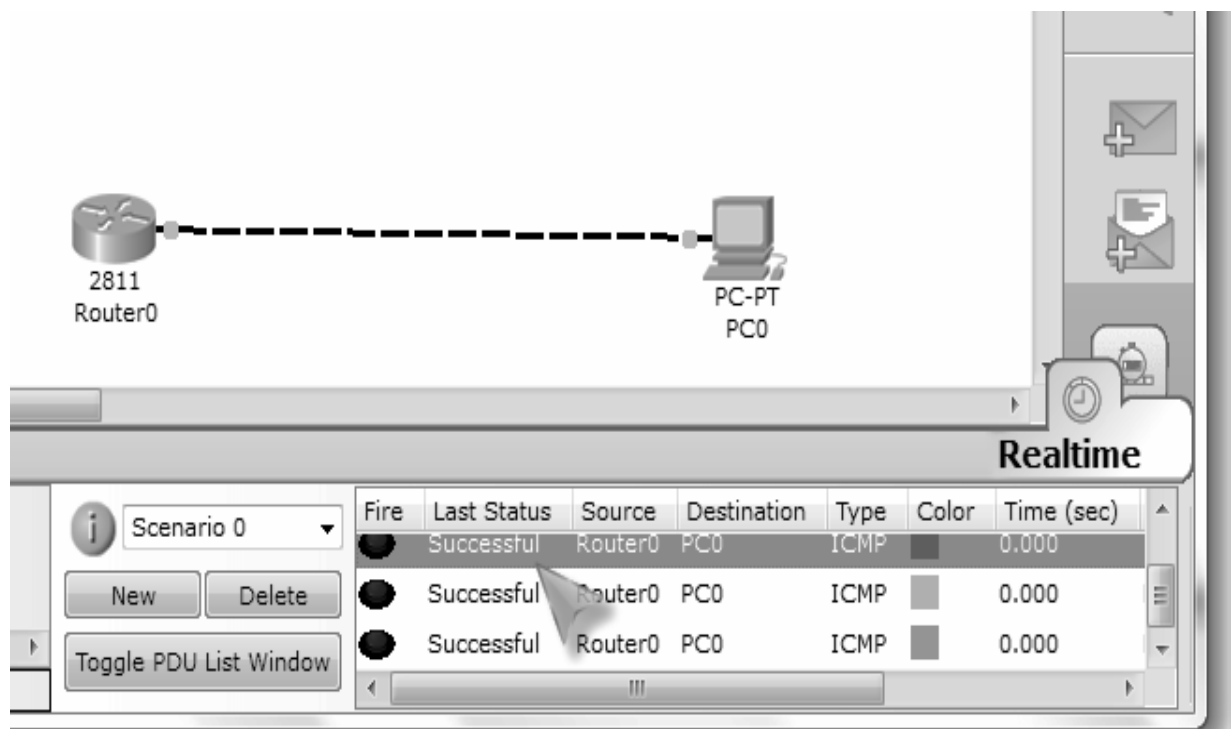 2811
Router0
PC-PT
PC0
Realtime
Scenario 0
New Delete
Toggle PDU List Window
Fire Last Status Source Destination Type Color Time (sec)
Successful Router0 PC0 ICMP 0.000
Successful Router0 PC0 ICMP 0.000
Successful Router0 PC0 ICMP 0.000